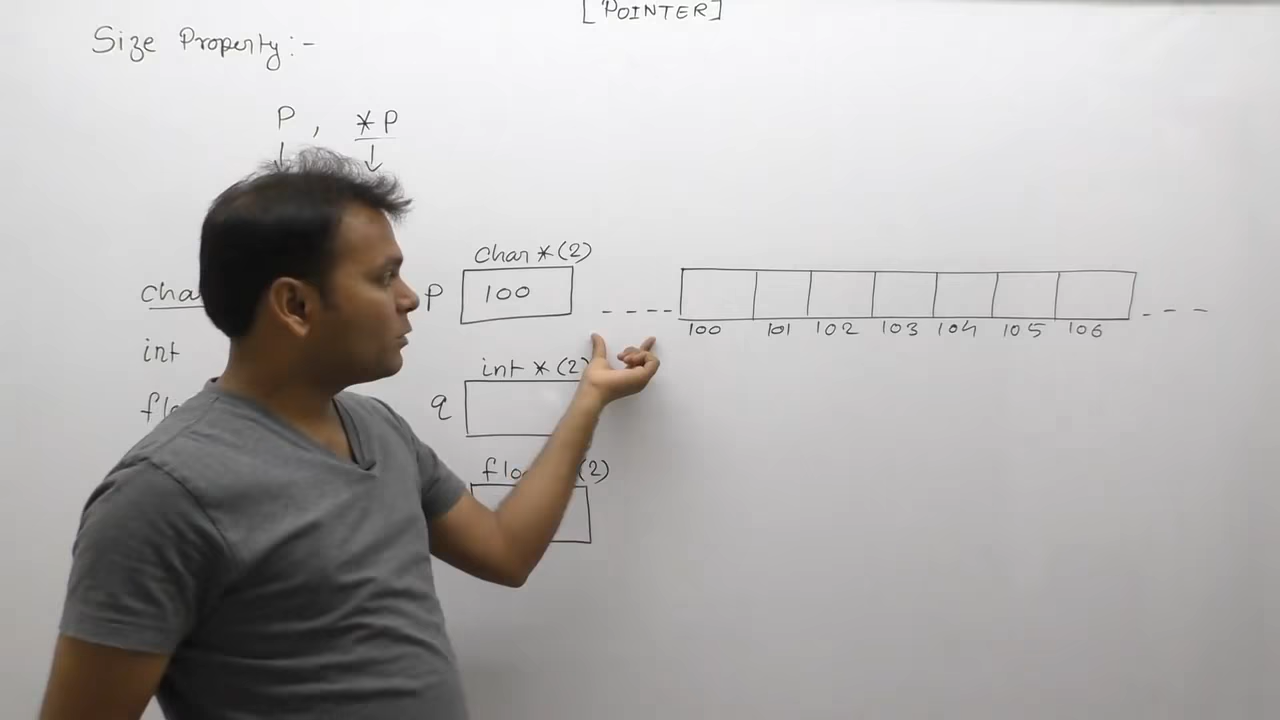 [POINTER]
Size Property:-
P , *P
char *(2)
P 100
100 101 102 103 104 105 106
int
int *(2)
q
(2)